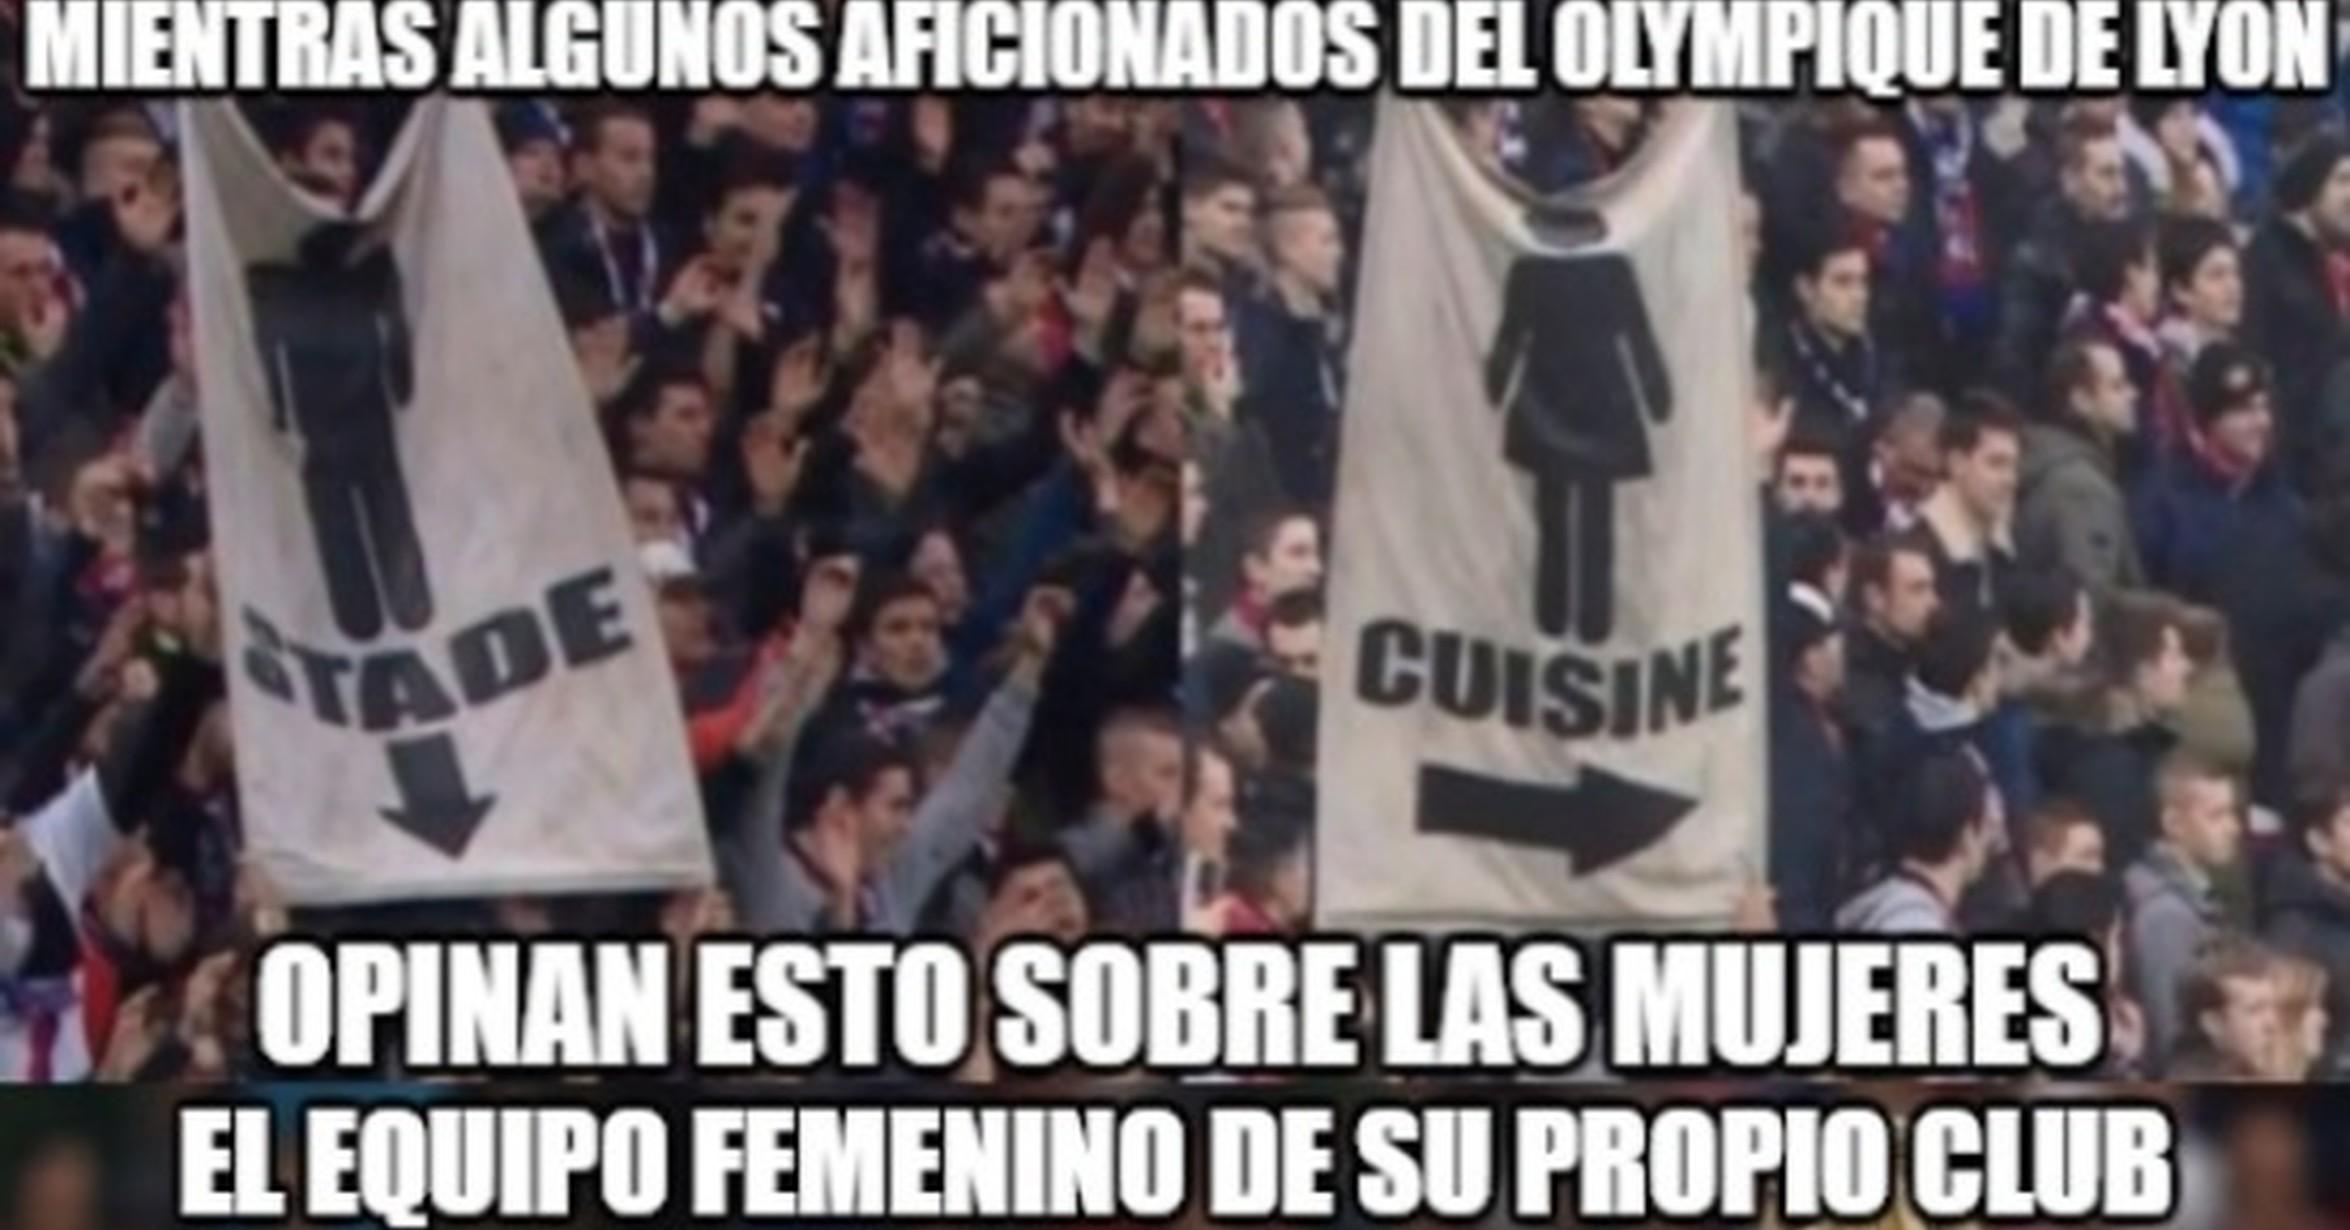 MIENTRAS ALGUNOS AFICIONADOS DEL OLYMPIQUE DE LYON
STADE
CUISINE
OPINAN ESTO SOBRE LAS MUJERES
EL EQUIPO FEMENINO DE SU PROPIO CLUB